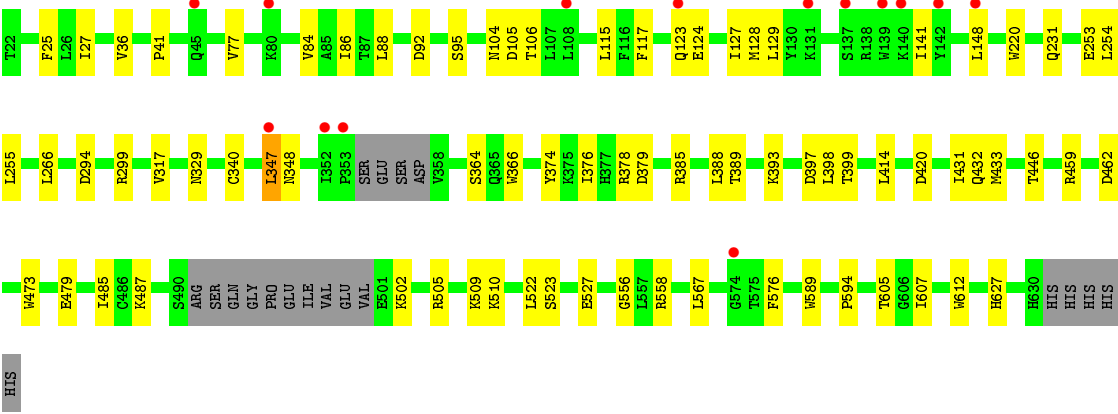 T22 F25 L26 I27 V36 P41 Q45 V77 K80 V84 A85 I86 T87 L88 D92 S95 N104 D105 T106 L107 L108 L115 F116 F117 Q123 E124 I127 M128 L129 Y130 K131 S137 R138 W139 K140 I141 Y142 L148 W220 Q231 E253 L254
L255 L266 D294 R299 V317 N329 C340 L347 N348 I352 P353 SER GLU SER ASP V358 S364 Q365 W366 Y374 K375 I376 H377 R378 D379 R385 L388 T389 K393 D397 L398 T399 L414 D420 I431 Q432 M433 T446 R459 D462
W473 E479 I485 C486 K487 S490 ARG SER GLN GLY PRO GLU ILE VAL GLU VAL E501 K502 R505 K509 K510 L522 S523 E527 G556 L557 R558 L567 G574 T575 F576 W589 P594 T605 G606 I607 W612 H627 H630 HIS HIS HIS HIS
HIS